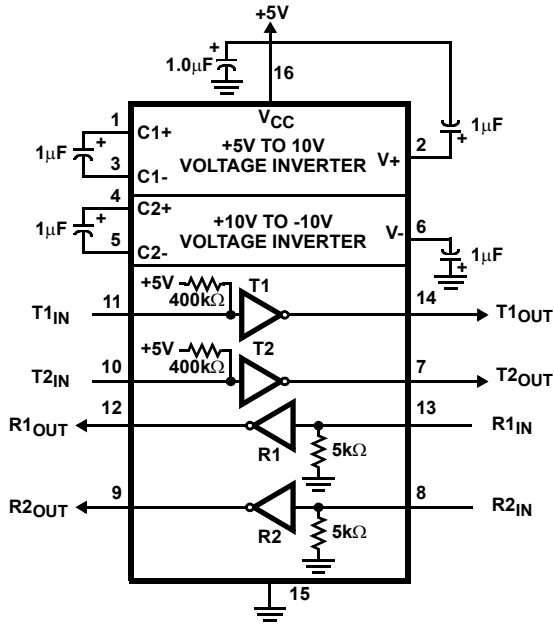 +5V
+
1.0μF
16
1
C1+
VCC
+5V TO 10V
VOLTAGE INVERTER
V+
2
+
1μF
1μF
+
3
C1-
4
C2+
+10V TO -10V
VOLTAGE INVERTER
V-
6
1μF
+
5
C2-
+
1μF
+5V
400kΩ
T1
T1IN
11
14
T1OUT
+5V
400kΩ
T2
T2IN
10
7
T2OUT
R1OUT
12
R1
13
R1IN
5kΩ
R2OUT
9
R2
8
R2IN
5kΩ
15